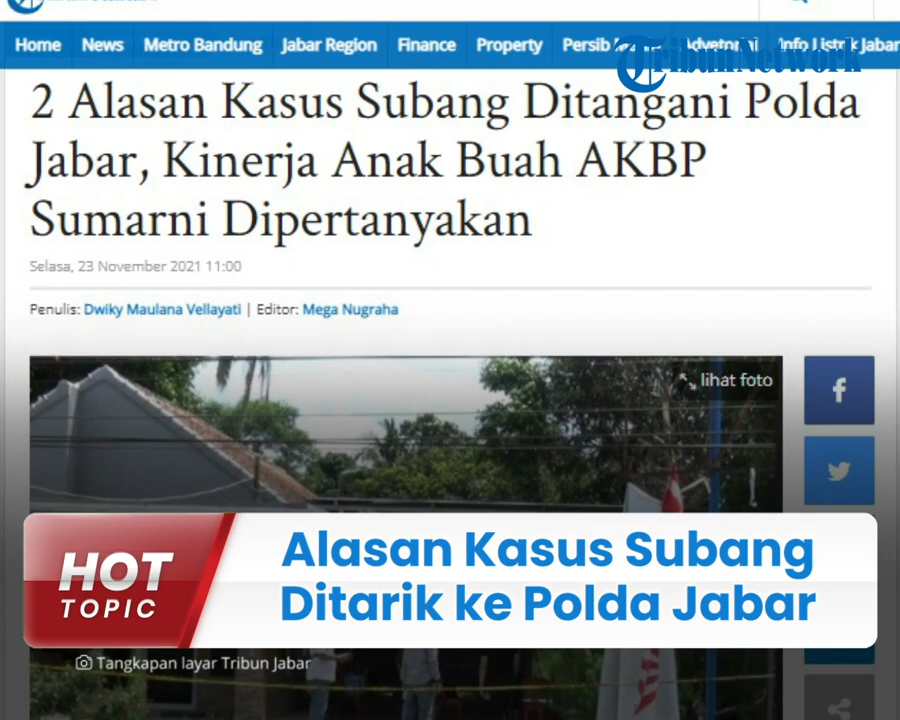 Home News Metro Bandung Jabar Region Finance Property Persib
TribunNetwork
2 Alasan Kasus Subang Ditangani Polda
Jabar, Kinerja Anak Buah AKBP
Sumarni Dipertanyakan
Selasa, 23 November 2021 11:00
Penulis: Dwiky Maulana Vellayati | Editor: Mega Nugraha
lihat foto
HOT
TOPIC
Alasan Kasus Subang
Ditarik ke Polda Jabar
Tangkapan layar Tribun Jabar